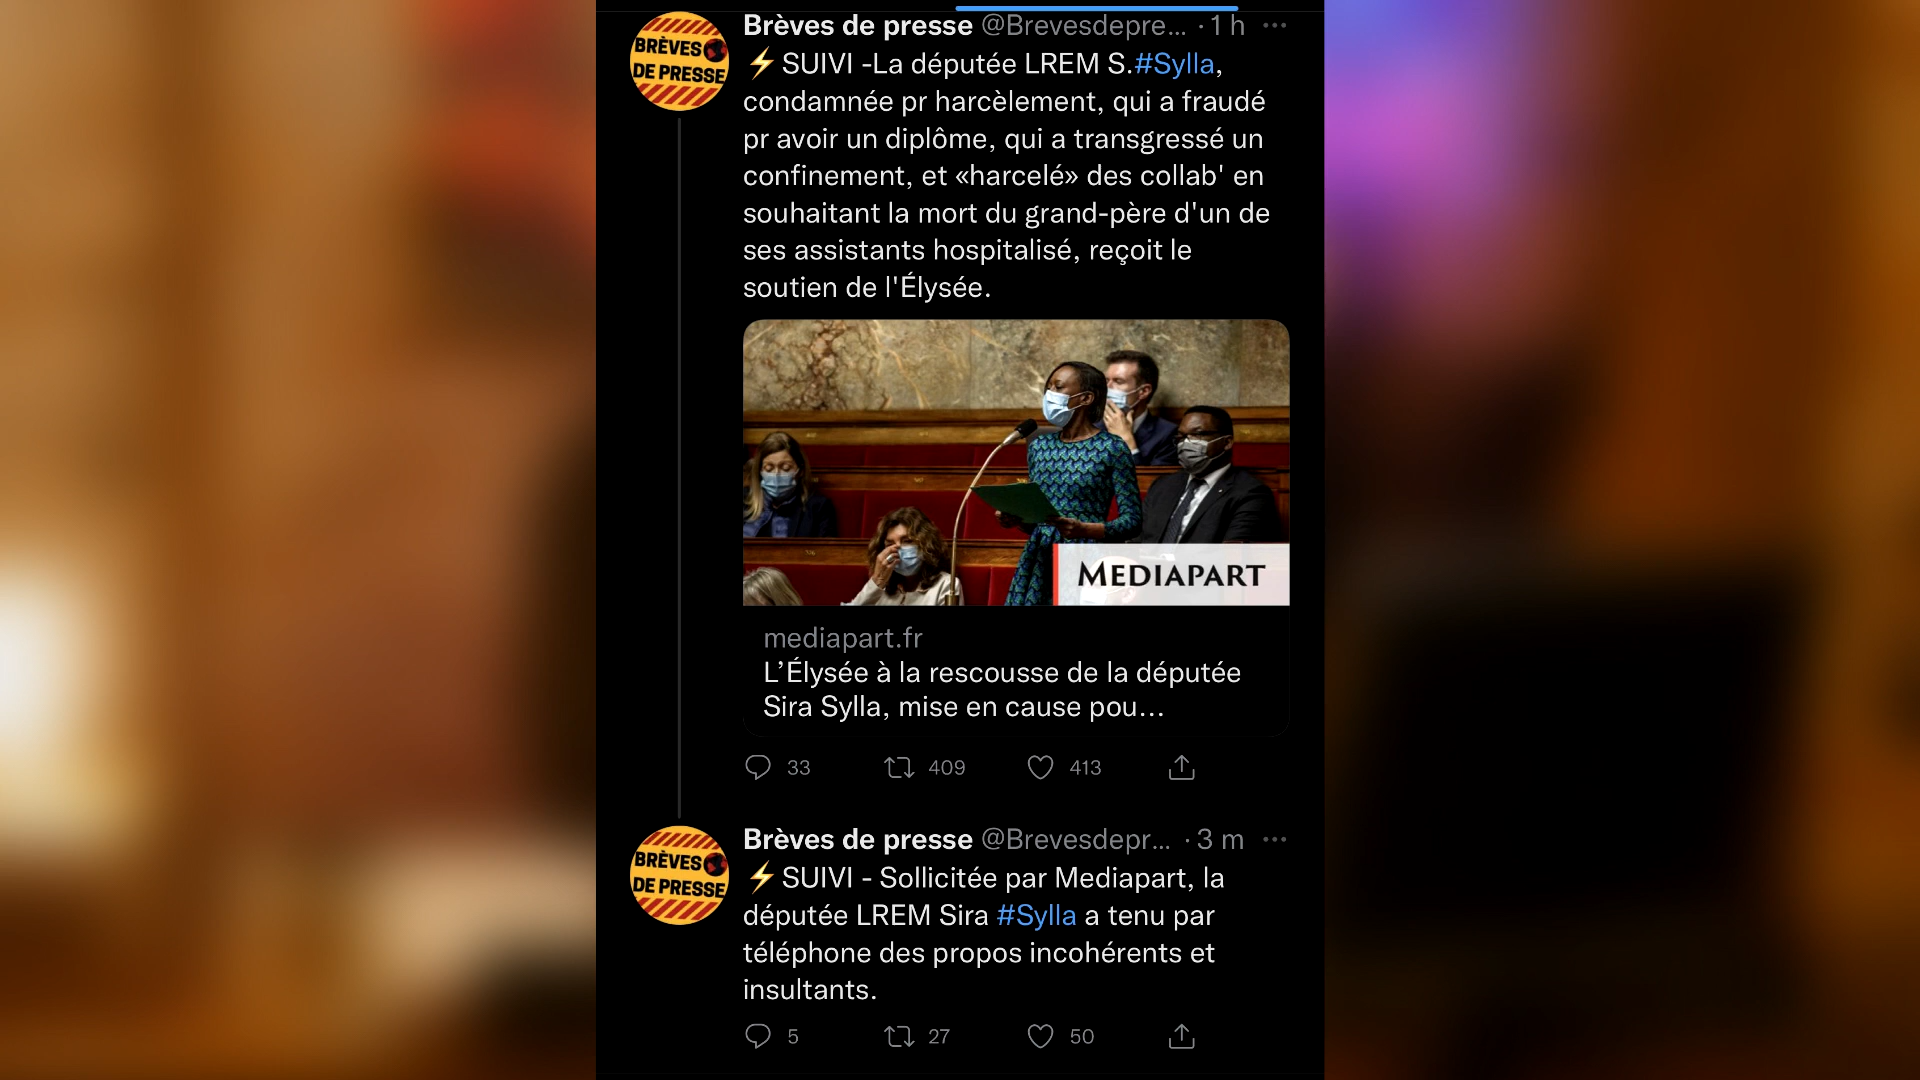 Brèves de presse @Brevesdepre... · 1 h ...
BRÈVES
DE PRESSE
⚡ SUIVI -La députée LREM S.#Sylla,
condamnée pr harcèlement, qui a fraudé
pr avoir un diplôme, qui a transgressé un
confinement, et «harcelé» des collab' en
souhaitant la mort du grand-père d'un de
ses assistants hospitalisé, reçoit le
soutien de l'Élysée.
MEDIAPART
mediapart.fr
L’Élysée à la rescousse de la députée
Sira Sylla, mise en cause pou...
33 409 413
Brèves de presse @Brevesdepr... · 3 m ...
BRÈVES
DE PRESSE
⚡ SUIVI - Sollicitée par Mediapart, la
députée LREM Sira #Sylla a tenu par
téléphone des propos incohérents et
insultants.
5 27 50